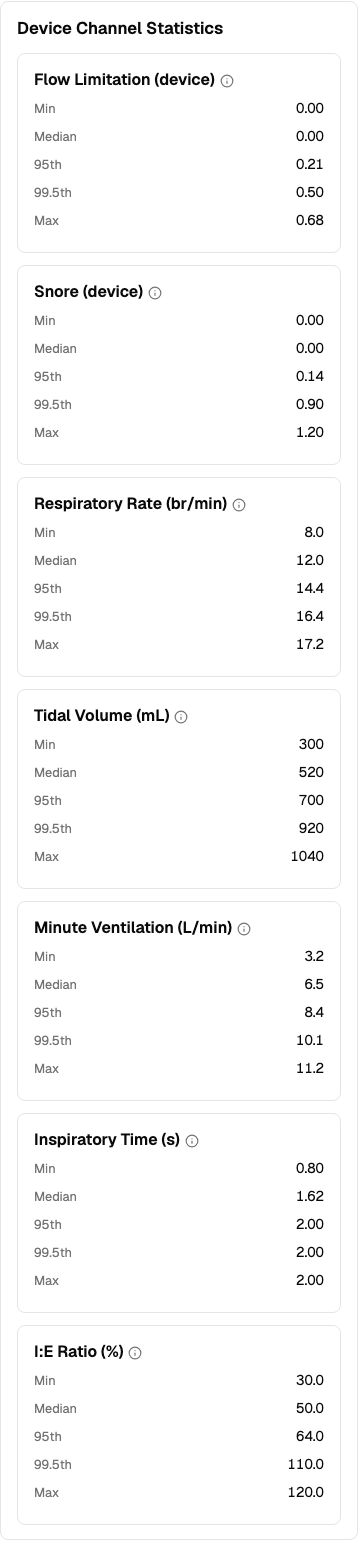 Device Channel Statistics
Flow Limitation (device)
Min 0.00
Median 0.00
95th 0.21
99.5th 0.50
Max 0.68
Snore (device)
Min 0.00
Median 0.00
95th 0.14
99.5th 0.90
Max 1.20
Respiratory Rate (br/min)
Min 8.0
Median 12.0
95th 14.4
99.5th 16.4
Max 17.2
Tidal Volume (mL)
Min 300
Median 520
95th 700
99.5th 920
Max 1040
Minute Ventilation (L/min)
Min 3.2
Median 6.5
95th 8.4
99.5th 10.1
Max 11.2
Inspiratory Time (s)
Min 0.80
Median 1.62
95th 2.00
99.5th 2.00
Max 2.00
I:E Ratio (%)
Min 30.0
Median 50.0
95th 64.0
99.5th 110.0
Max 120.0